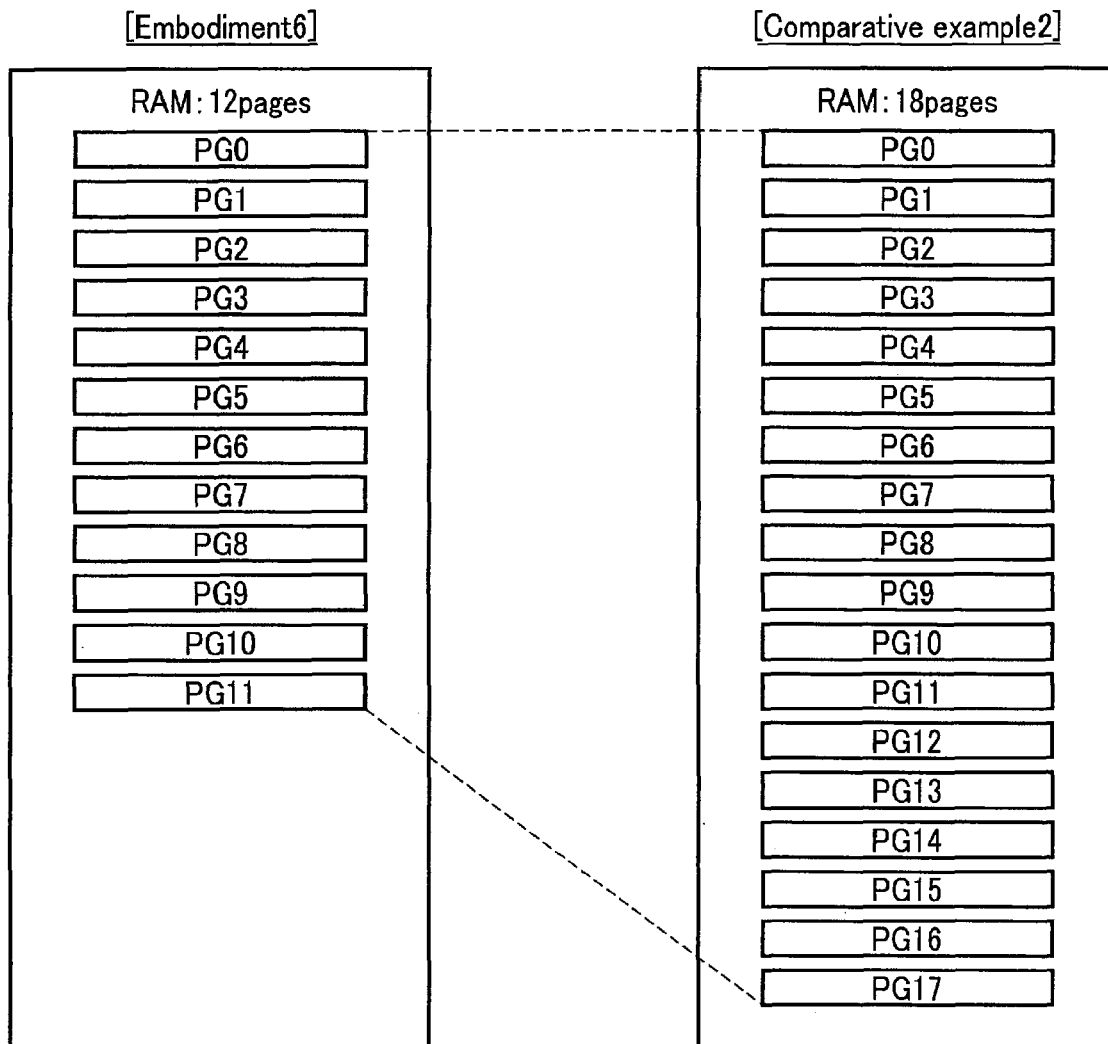 [Embodiment6]
RAM: 12pages
PG0
PG1
PG2
PG3
PG4
PG5
PG6
PG7
PG8
PG9
PG10
PG11
[Comparative example2]
RAM: 18pages
PG0
PG1
PG2
PG3
PG4
PG5
PG6
PG7
PG8
PG9
PG10
PG11
PG12
PG13
PG14
PG15
PG16
PG17